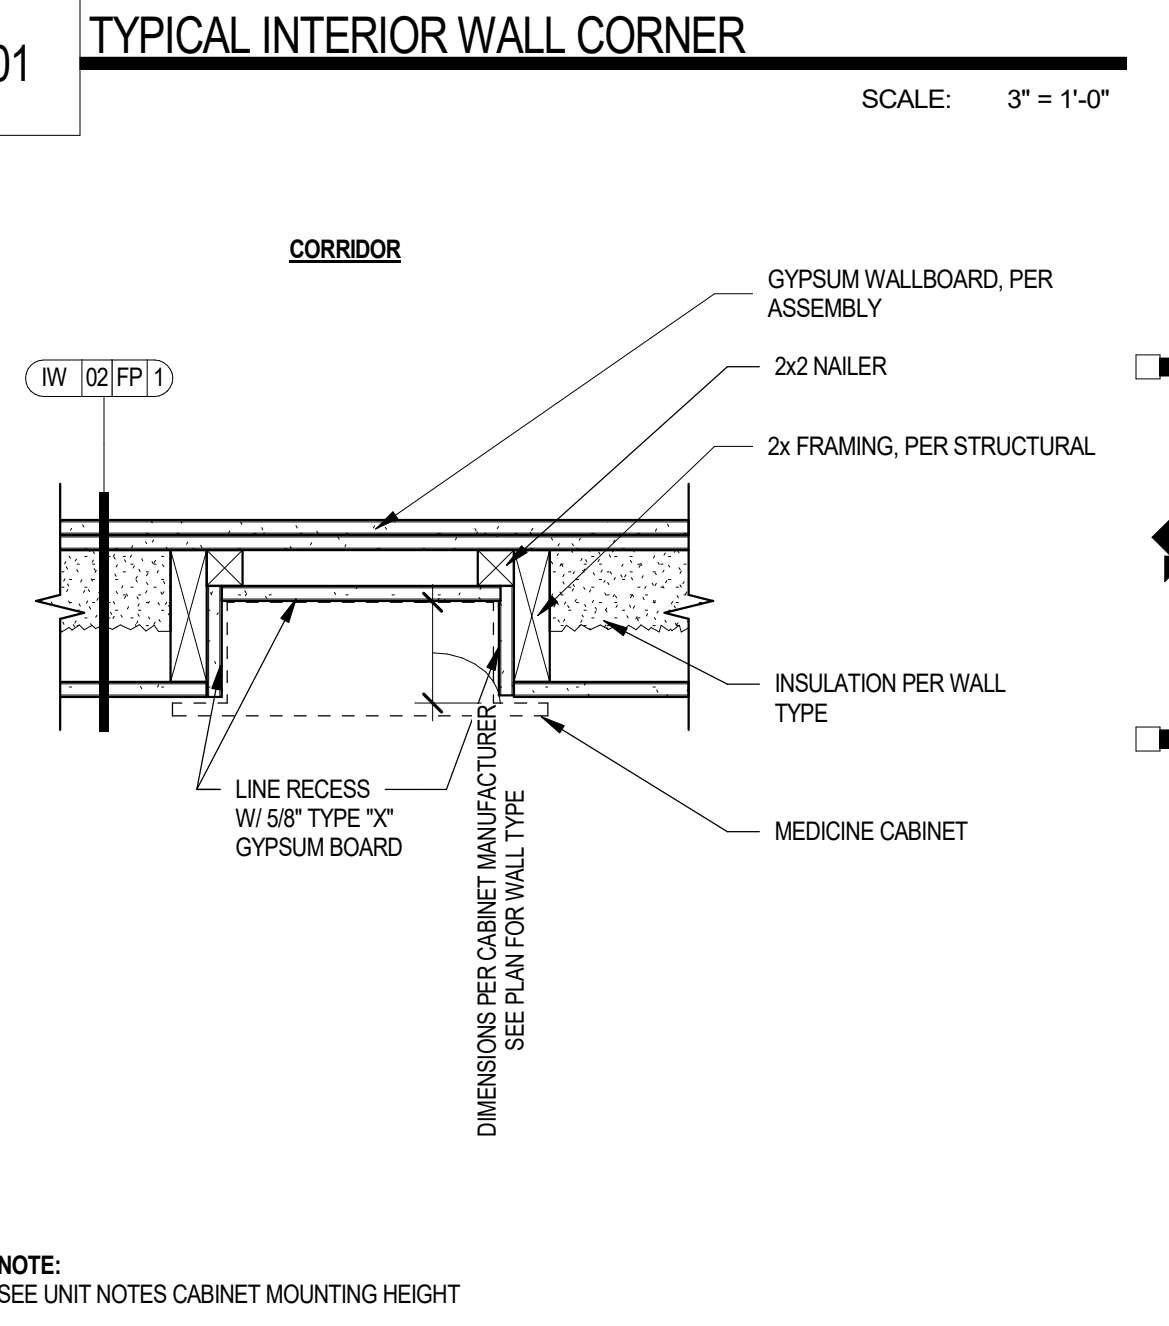 01
TYPICAL INTERIOR WALL CORNER
SCALE: 3" = 1'-0"
CORRIDOR
GYPSUM WALLBOARD, PER
ASSEMBLY
IW 02 FP 1
2x2 NAILER
2x FRAMING, PER STRUCTURAL
INSULATION PER WALL
TYPE
LINE RECESS
W/ 5/8" TYPE "X"
GYPSUM BOARD
DIMENSIONS PER CABINET MANUFACTURER
SEE PLAN FOR WALL TYPE
MEDICINE CABINET
NOTE:
SEE UNIT NOTES CABINET MOUNTING HEIGHT